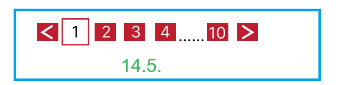 < 1 2 3 4 ...... 10 >
14.5.